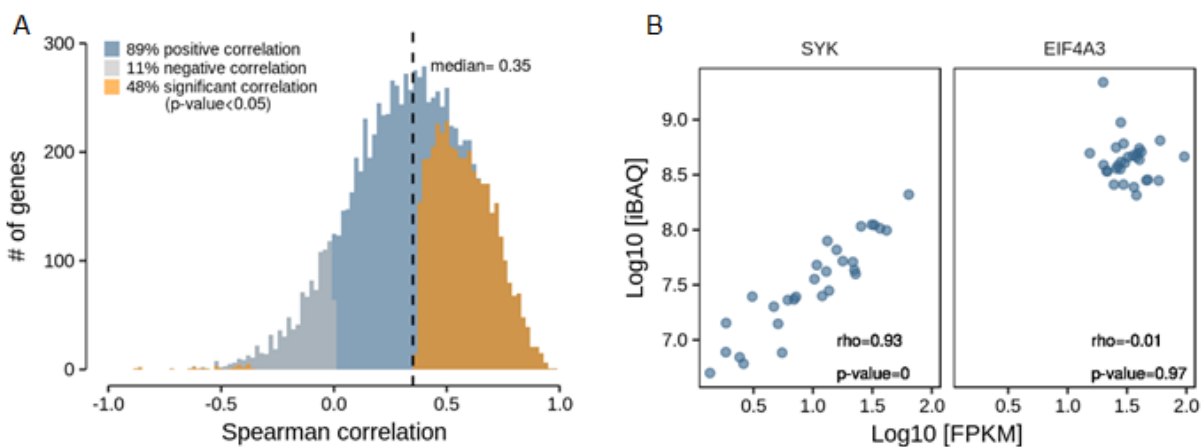 A
89% positive correlation
11% negative correlation
48% significant correlation
(p-value<0.05)
median= 0.35
300
200
100
0
# of genes
-1.0
-0.5
0.0
0.5
1.0
Spearman correlation
B
SYK
EIF4A3
9.0
8.5
8.0
7.5
7.0
Log10 [iBAQ]
rho=0.93
p-value=0
rho=-0.01
p-value=0.97
0.5
1.0
1.5
2.0
0.5
1.0
1.5
2.0
Log10 [FPKM]